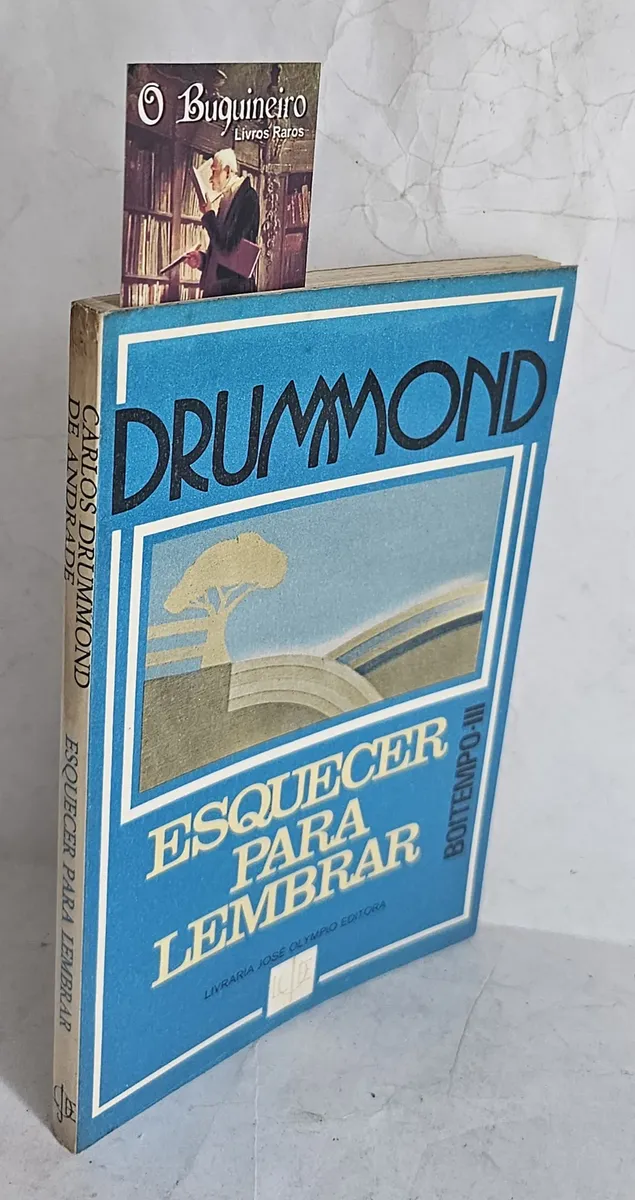 O Buquineiro
Livros Raros
DRUMMOND
ESQUECER
PARA
LEMBRAR
BOITEMPO-III
LIVRARIA JOSÉ OLYMPIO EDITORA
CARLOS DRUMMOND
DE ANDRADE
ESQUECER PARA LEMBRAR